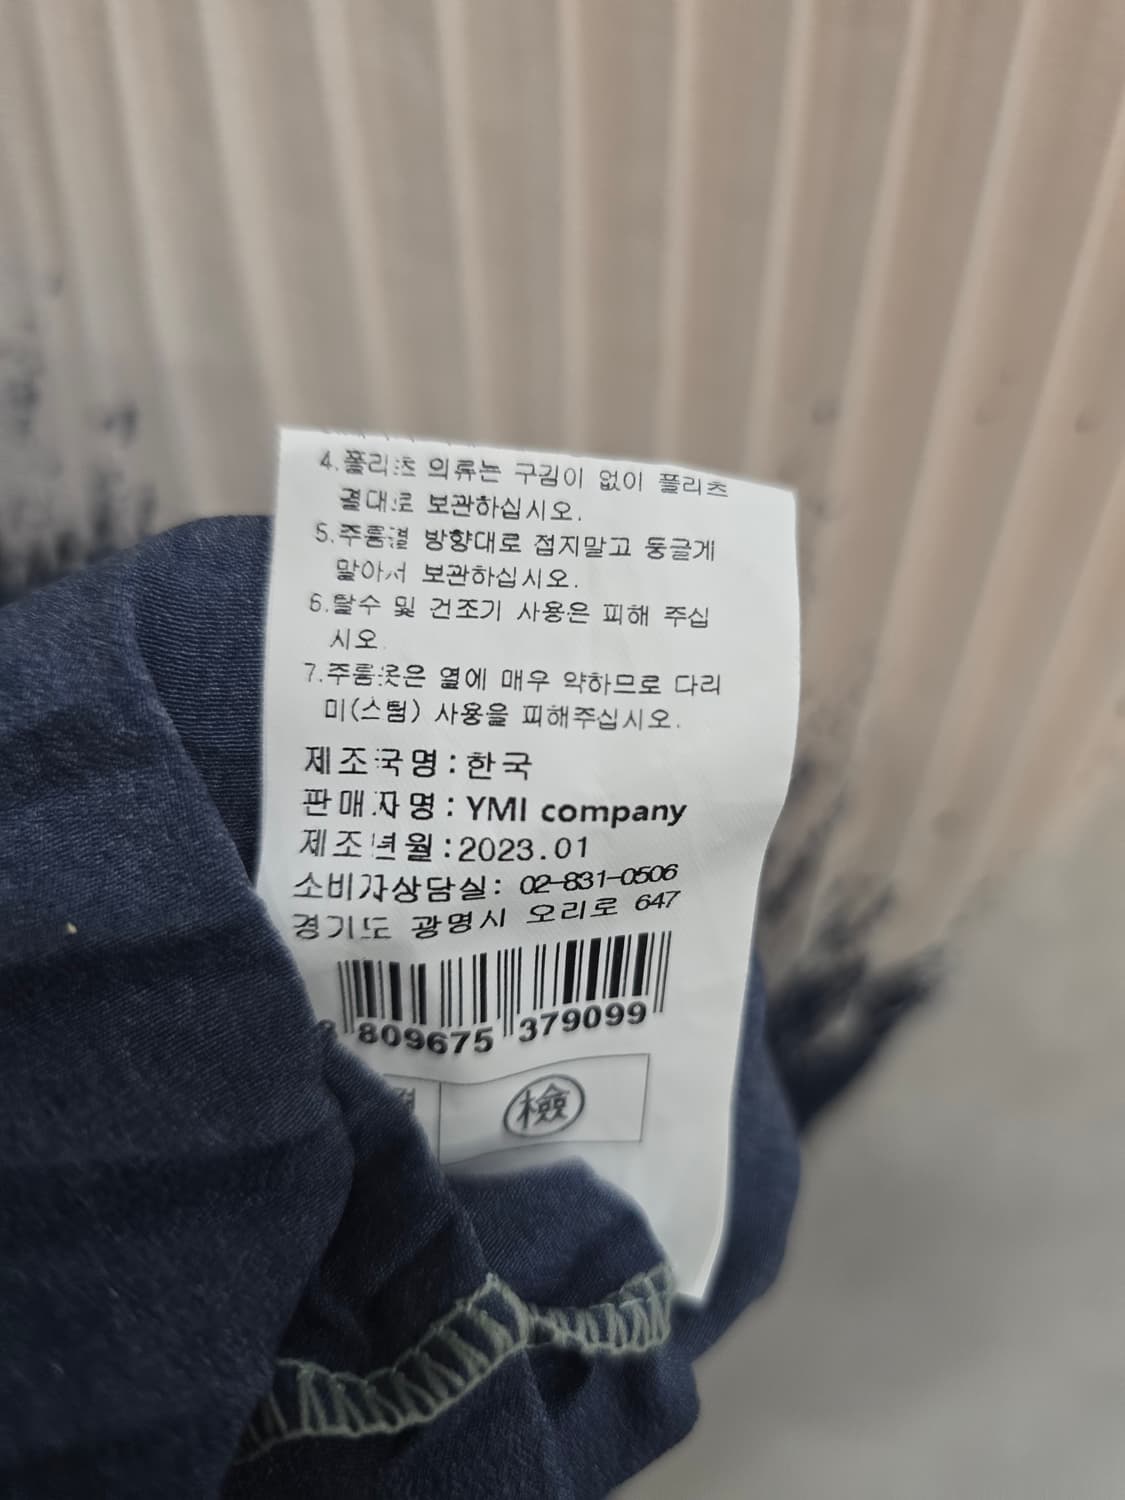 4.플리츠 의류는 구김이 없이 플리츠
결대로 보관하십시오.
5.주름결 방향대로 접지말고 둥글게
말아서 보관하십시오.
6.탈수 및 건조기 사용은 피해 주십
시오
7.주름옷은 열에 매우 약하므로 다리
미(스팀) 사용을 피해주십시오.
제조국명:한국
판매자명:YMI company
제조년월:2023.01
소비자상담실: 02-831-0506
경기도 광명시 오리로 647
809675 379099
檢